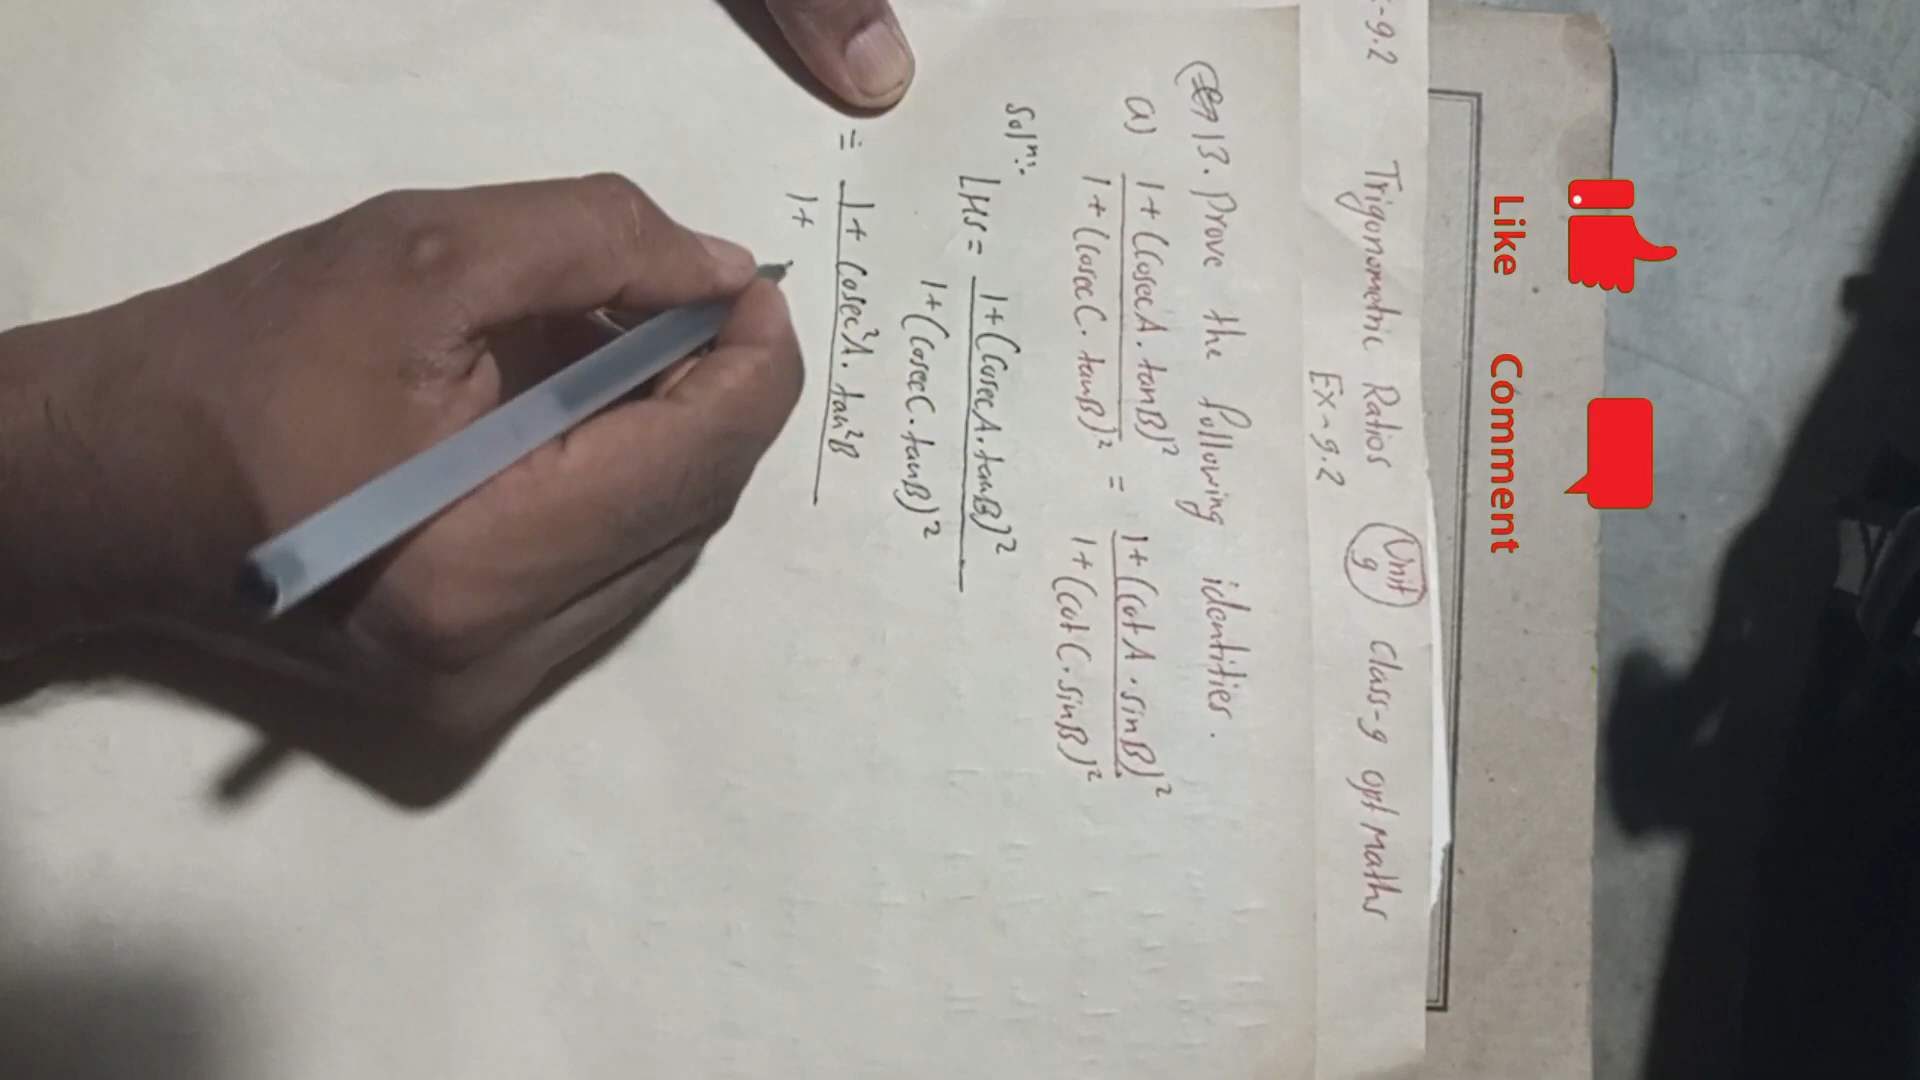 Like Comment
-9.2 Trigonometric Ratios Unit 9 class-9 opt maths
Ex-9.2
13. Prove the following identities.
a) 1+(CosecA.tanB)² / 1+(CosecC.tanB)² = 1+(CotA.sinB)² / 1+(CotC.sinB)²
Solⁿ:
LHS = 1+(CosecA.tanB)² / 1+(CosecC.tanB)²
= 1+Cosec²A.tan²B / 1+